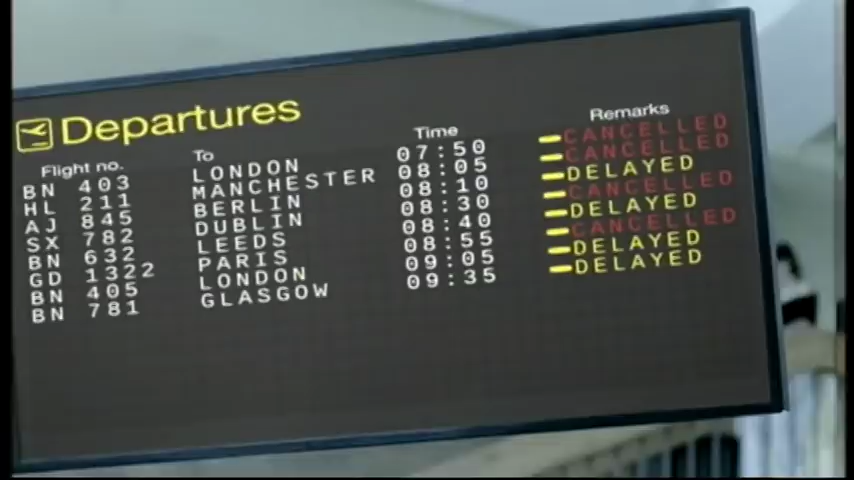 Departures
Flight no. To Time Remarks
BN 403 LONDON 07:50 CANCELLED
HL 211 MANCHESTER 08:05 CANCELLED
AJ 845 BERLIN 08:10 DELAYED
SX 782 DUBLIN 08:30 CANCELLED
BN 632 LEEDS 08:40 DELAYED
GD 1322 PARIS 08:55 CANCELLED
BN 405 LONDON 09:05 DELAYED
BN 781 GLASGOW 09:35 DELAYED